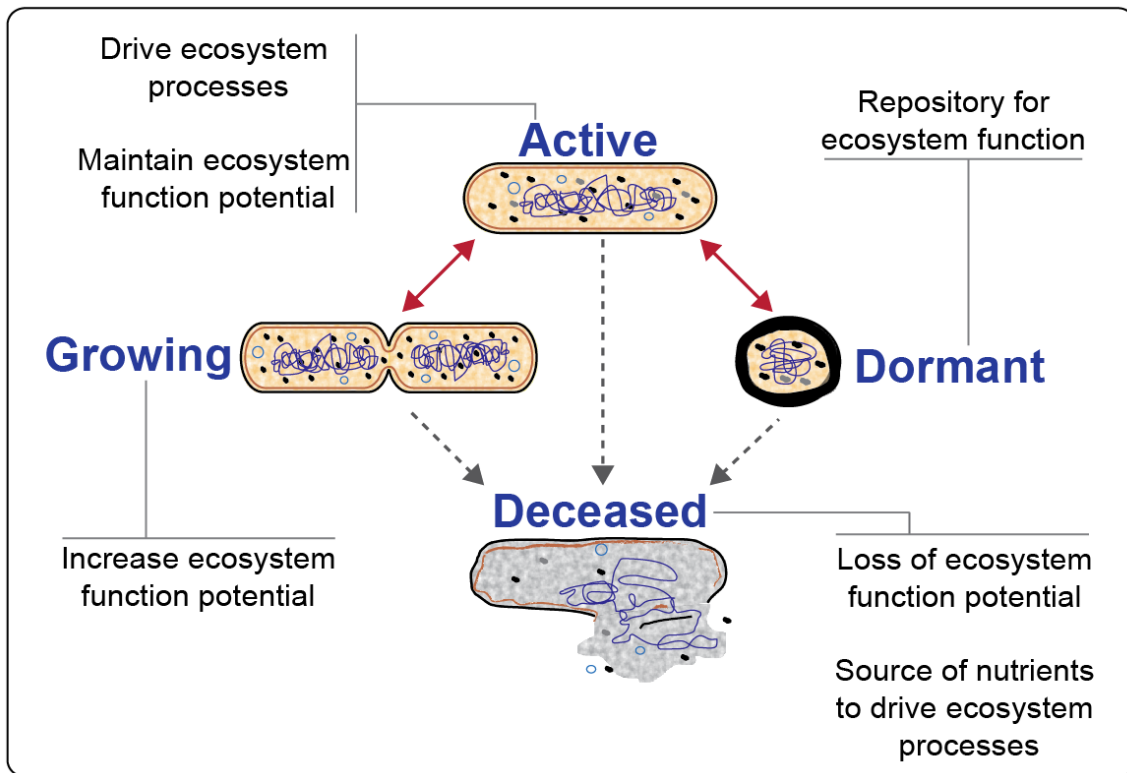 Drive ecosystem
processes
Maintain ecosystem
function potential
Active
Repository for
ecosystem function
Growing
Dormant
Increase ecosystem
function potential
Deceased
Loss of ecosystem
function potential
Source of nutrients
to drive ecosystem
processes